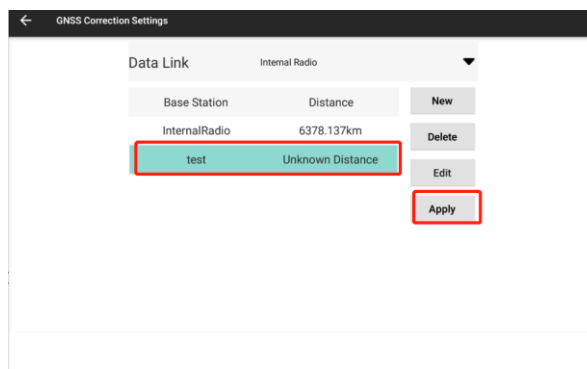 GNSS Correction Settings
Data Link Internal Radio
Base Station Distance New
InternalRadio 6378.137km Delete
test Unknown Distance
Edit
Apply